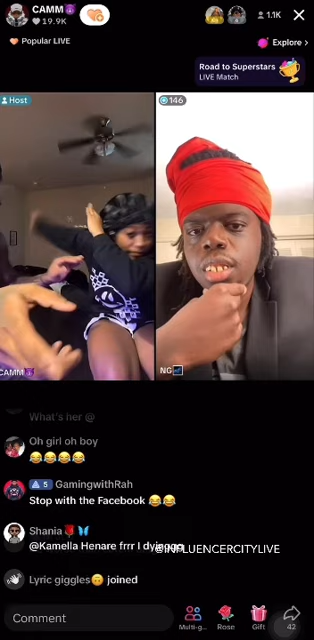 CAMM😈
19.9K
1.1K
Popular LIVE
Explore >
Road to Superstars
LIVE Match
Host
146
CAMM😈
NG🌃
What's her @
Oh girl oh boy
😂😂😂😂
5 GamingwithRah
Stop with the Facebook 😂😂
Shania🌹🦋
@Kamella Henare frrr I dyinggg
@INFLUENCERCITYLIVE
Lyric giggles🤭 joined
Comment
Multi-g...
Rose
Gift
42